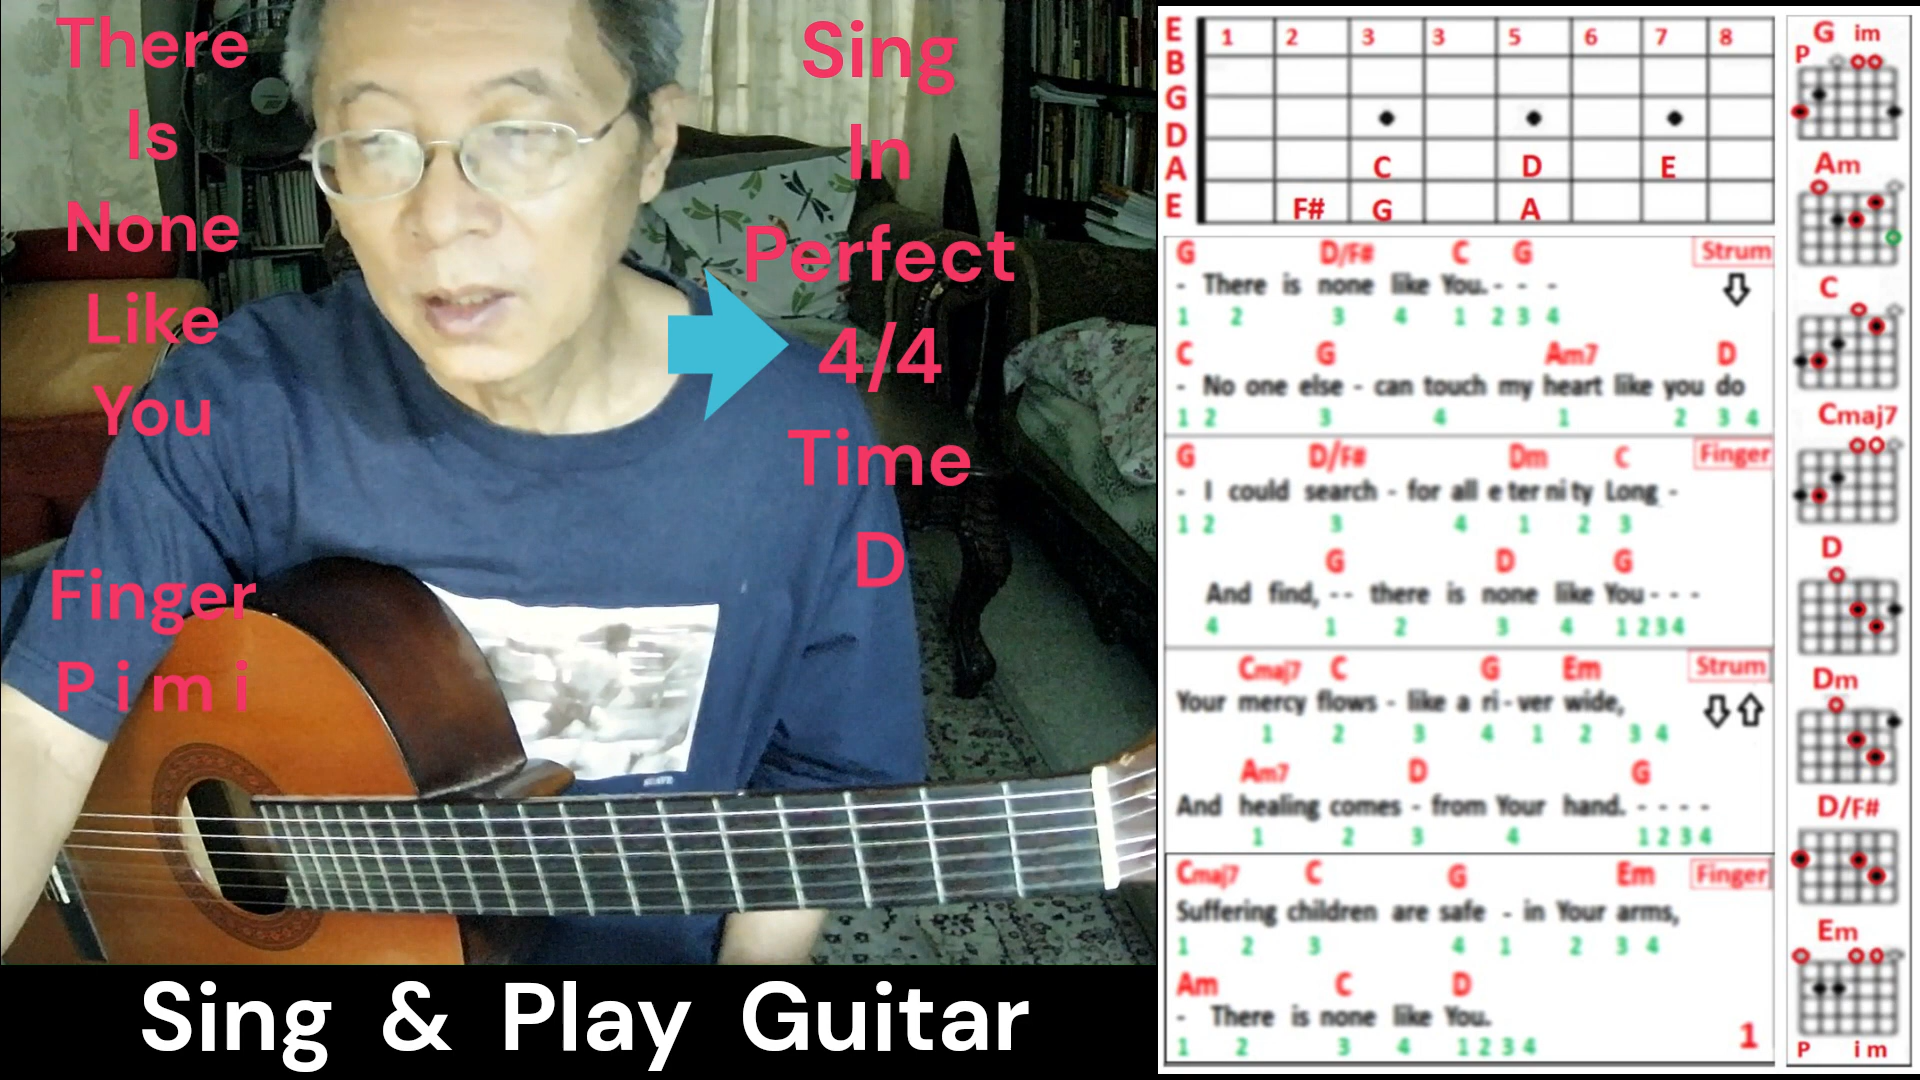 There
Is
None
Like
You
Finger
P i m i
Sing
In
Perfect
4/4
Time
D
Sing & Play Guitar
E 1 2 3 3 5 6 7 8
B
G
D
A C D E
E F# G A
G D/F# C G Strum
- There is none like You. - - -
1 2 3 4 1 2 3 4
C G Am7 D
- No one else - can touch my heart like you do
1 2 3 4 1 2 3 4
G D/F# Dm C Finger
- I could search - for all e ter ni ty Long -
1 2 3 4 1 2 3
G D G
And find, - - there is none like You - - -
4 1 2 3 4 1 2 3 4
Cmaj7 C G Em Strum
Your mercy flows - like a ri - ver wide,
1 2 3 4 1 2 3 4
Am7 D G
And healing comes - from Your hand. - - - -
1 2 3 4 1 2 3 4
Cmaj7 C G Em Finger
Suffering children are safe - in Your arms,
1 2 3 4 1 2 3 4
Am C D
- There is none like You.
1 2 3 4 1 2 3 4
1
G im
P
Am
C
Cmaj7
D
Dm
D/F#
Em
P i m